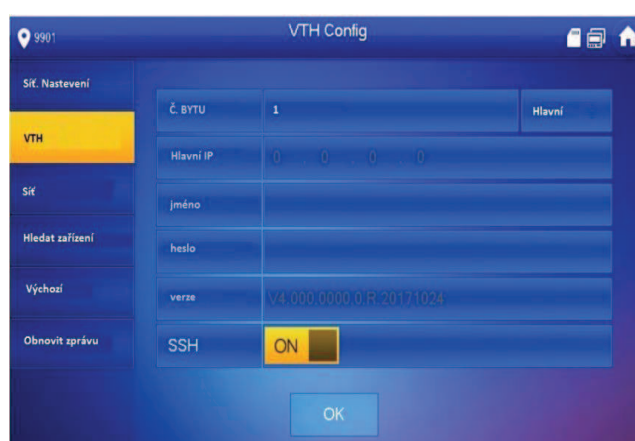 9901
VTH Config
Síť. Nastevení
VTH
Síť
Hledat zařízení
Výchozí
Obnovit zprávu
Č. BYTU 1 Hlavní
Hlavní IP 0 . 0 . 0 . 0
jméno
heslo
verze V4.000.0000.0.R.20171024
SSH ON
OK